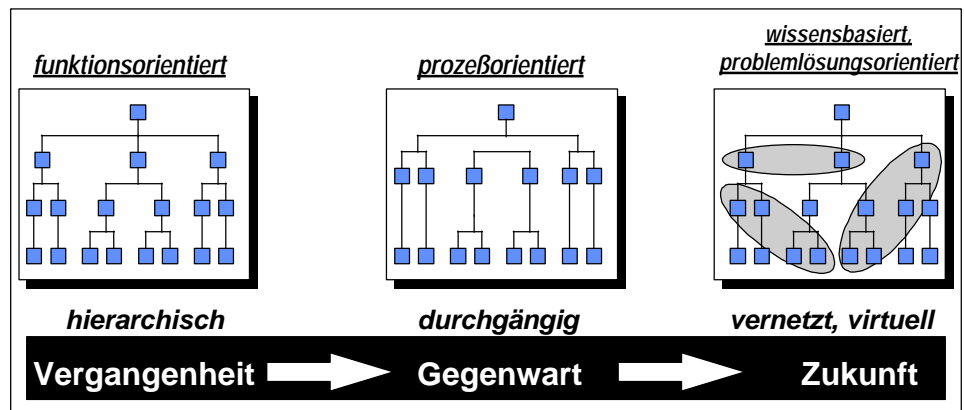 funktionsorientiert
prozeßorientiert
wissensbasiert,
problemlösungsorientiert
hierarchisch
durchgängig
vernetzt, virtuell
Vergangenheit
Gegenwart
Zukunft